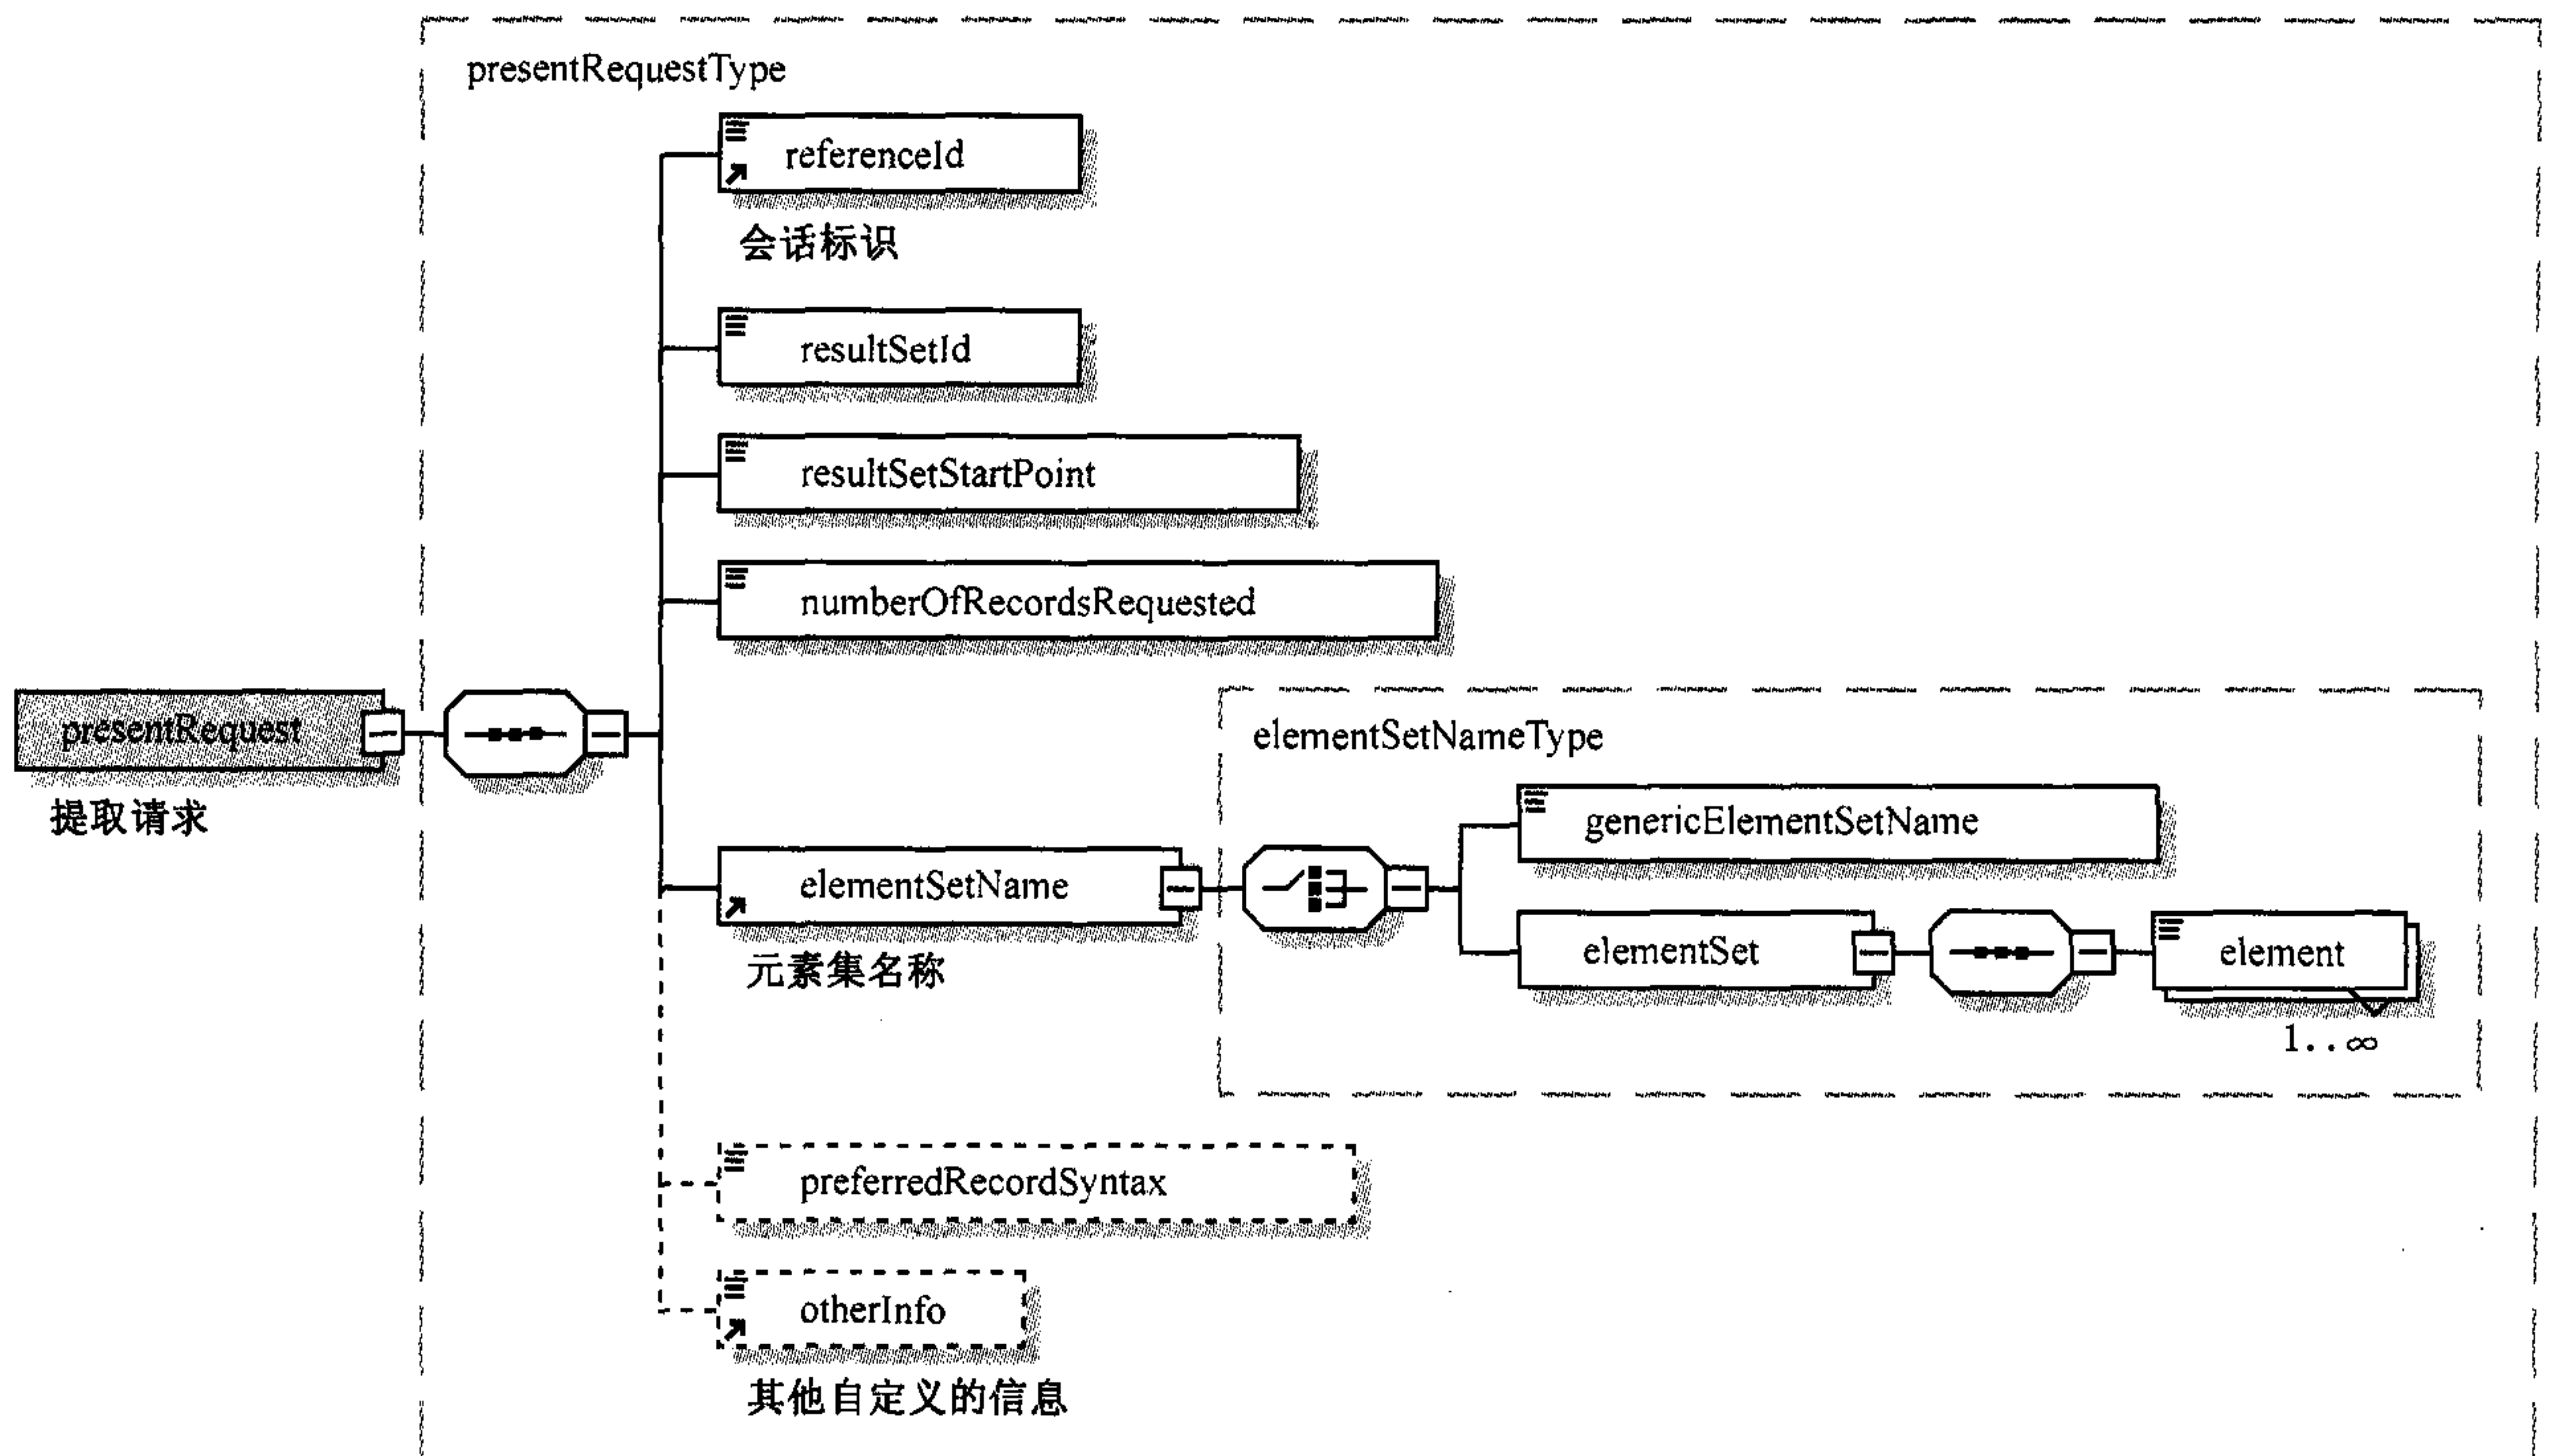 presentRequestType
referenceId
会话标识
resultSetId
resultSetStartPoint
numberOfRecordsRequested
presentRequest
提取请求
elementSetNameType
genericElementSetName
elementSetName
元素集名称
elementSet
element
1..∞
preferredRecordSyntax
otherInfo
其他自定义的信息